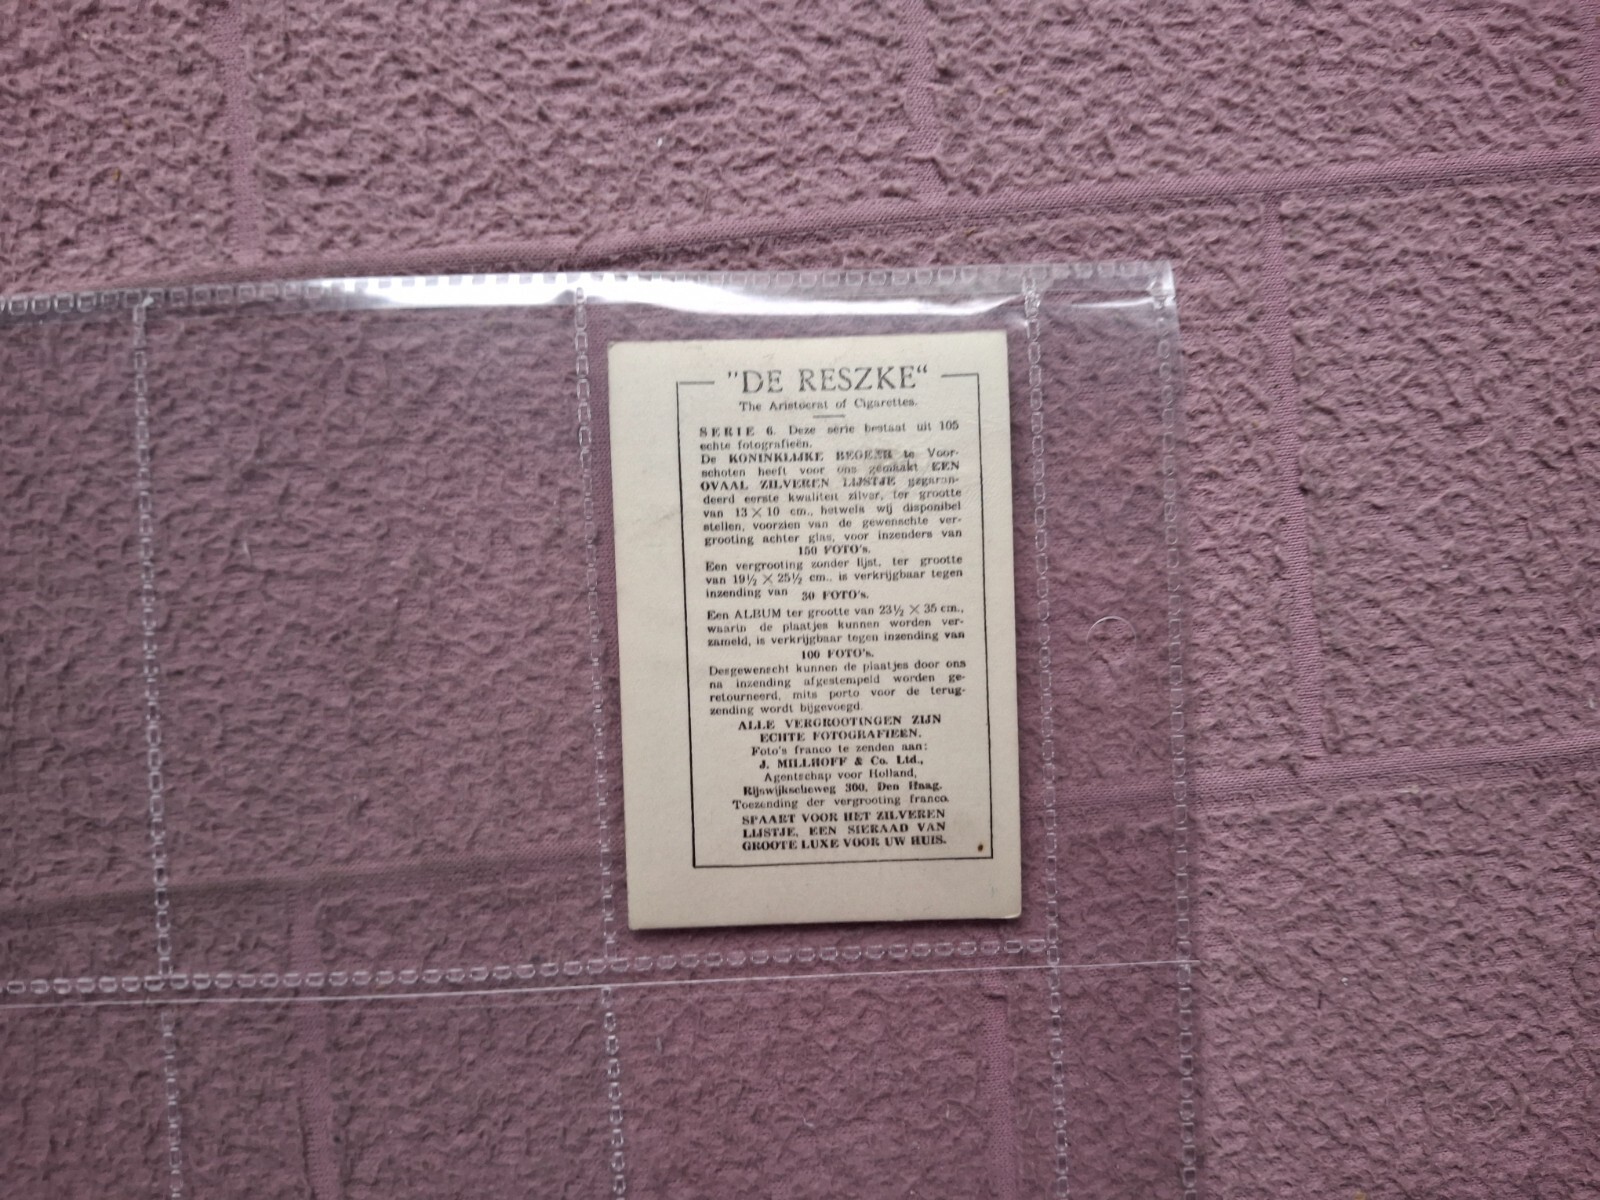 "DE RESZKE“
The Aristocrat of Cigarettes.
SERIE 6. Deze serie bestaat uit 105
echte fotografieën.
De KONINKLIJKE BEGEER te Voor-
schoten heeft voor ons gemaakt EEN
OVAAL ZILVEREN LIJSTJE gegaran-
deerd eerste kwaliteit zilver, ter grootte
van 13 × 10 cm., hetwelk wij disponibel
stellen, voorzien van de gewenschte ver-
grooting achter glas, voor inzenders van
150 FOTO's.
Een vergrooting zonder lijst, ter grootte
van 19½ × 25½ cm., is verkrijgbaar tegen
inzending van 30 FOTO's.
Een ALBUM ter grootte van 23½ × 35 cm.,
waarin de plaatjes kunnen worden ver-
zameld, is verkrijgbaar tegen inzending van
100 FOTO's.
Desgewenscht kunnen de plaatjes door ons
na inzending afgestempeld worden ge-
retourneerd, mits porto voor de terug-
zending wordt bijgevoegd.
ALLE VERGROOTINGEN ZIJN
ECHTE FOTOGRAFIEËN.
Foto's franco te zenden aan:
J. MILLHOFF & Co. Ltd.,
Agentschap voor Holland,
Rijswijkscheweg 300, Den Haag.
Toezending der vergrooting franco.
SPAART VOOR HET ZILVEREN
LIJSTJE, EEN SIERAAD VAN
GROOTE LUXE VOOR UW HUIS.